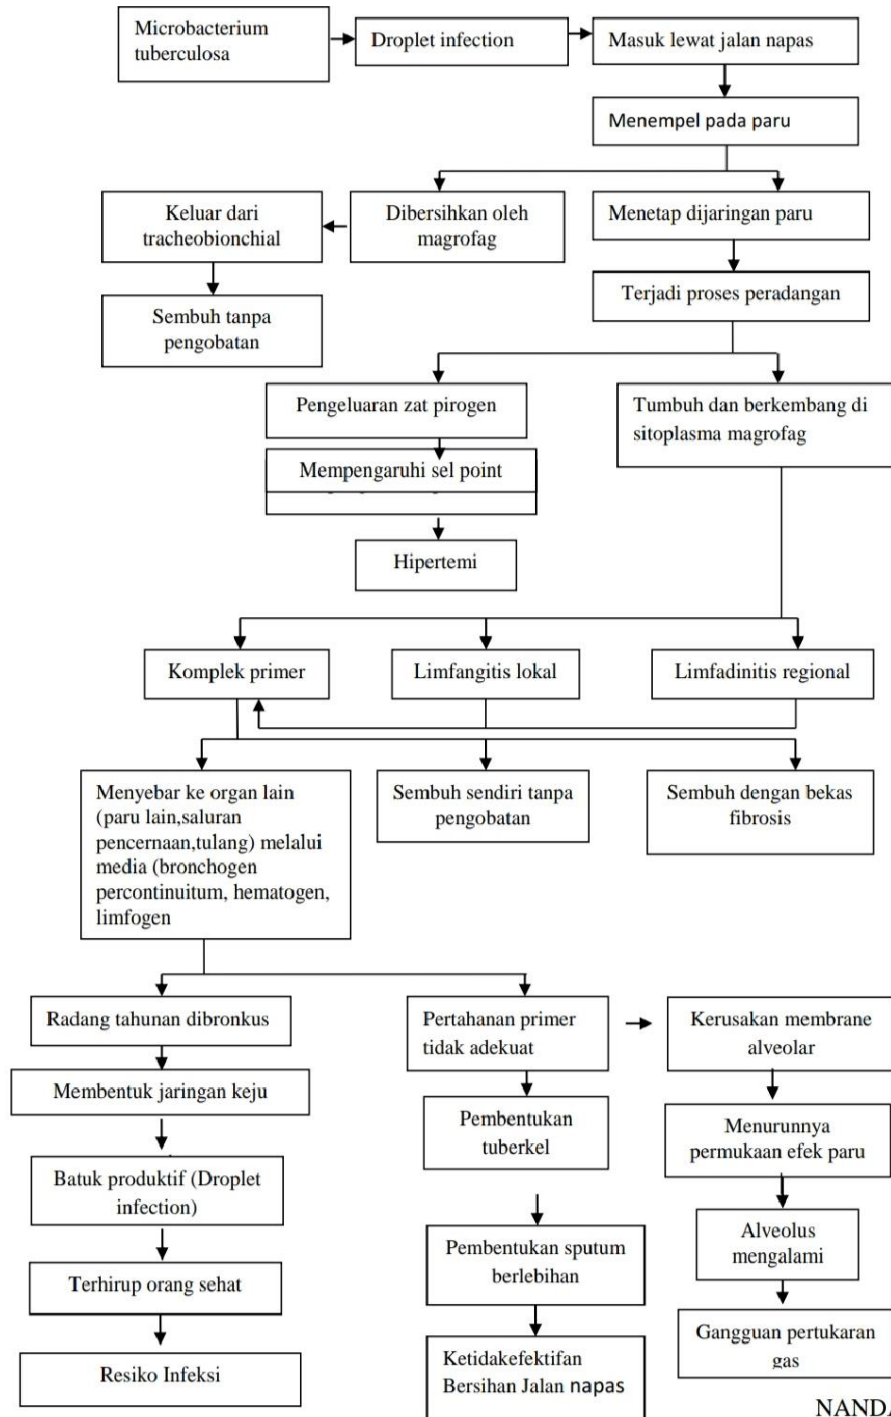 Microbacterium
tuberculosa
Droplet infection
Masuk lewat jalan napas
Menempel pada paru
Keluar dari
tracheobionchial
Dibersihkan oleh
magrofag
Menetap dijaringan paru
Sembuh tanpa
pengobatan
Terjadi proses peradangan
Pengeluaran zat pirogen
Tumbuh dan berkembang di
sitoplasma magrofag
Mempengaruhi sel point
Hipertemi
Komplek primer
Limfangitis lokal
Limfadinitis regional
Menyebar ke organ lain
(paru lain,saluran
pencernaan,tulang) melalui
media (bronchogen
percontinuitum, hematogen,
limfogen
Sembuh sendiri tanpa
pengobatan
Sembuh dengan bekas
fibrosis
Radang tahunan dibronkus
Pertahanan primer
tidak adekuat
Kerusakan membrane
alveolar
Membentuk jaringan keju
Pembentukan
tuberkel
Menurunnya
permukaan efek paru
Batuk produktif (Droplet
infection)
Pembentukan sputum
berlebihan
Alveolus
mengalami
Terhirup orang sehat
Gangguan pertukaran
gas
Resiko Infeksi
Ketidakefektifan
Bersihan Jalan napas
NANDA